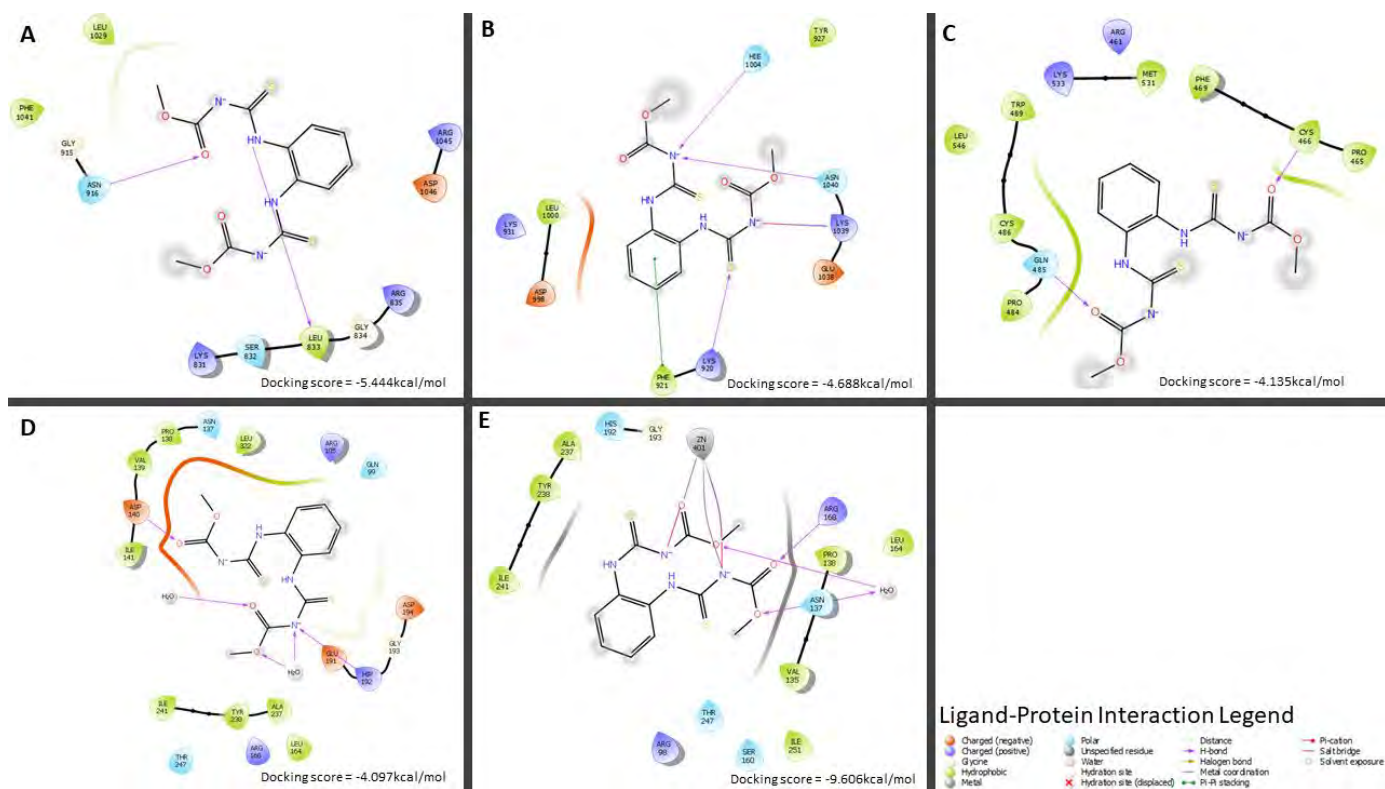 A
LEU
1029
PHE
1041
GLY
915
ASN
916
ARG
1045
ASP
1046
O
O
N⁻
S
HN
HN
O
O
N⁻
S
LYS
831
SER
832
LEU
833
GLY
834
ARG
835
Docking score = -5.444kcal/mol
B
TYR
927
HIE
1004
O
O
N⁻
S
HN
NH
O
O
N⁻
S
ASN
1040
LYS
1039
GLU
1038
LYS
931
LEU
1000
ASP
998
PHE
921
LYS
920
Docking score = -4.688kcal/mol
C
ARG
461
LYS
533
MET
531
PHE
469
CYS
466
PRO
465
TRP
489
LEU
546
CYS
486
GLN
485
PRO
484
S
O
N
H
N⁻
O
HN
S
O
N⁻
O
Docking score = -4.135kcal/mol
D
PRO
138
ASN
137
LEU
322
ARG
GLN
99
VAL
139
ASP
140
ILE
141
O
O
N⁻
S
H
N
HN
S
O
N⁻
O
H₂O
H₂O
ASP
194
GLY
193
GLU
191
HIP
192
ILE
241
TYR
238
ALA
237
THR
247
ARG
168
LEU
164
Docking score = -4.097kcal/mol
E
HIS
192
GLY
193
ZN
401
ALA
237
TYR
238
ILE
241
S
O
O
N⁻
HN
H
N
N⁻
O
O
S
ARG
168
LEU
164
PRO
138
ASN
137
H₂O
VAL
135
THR
247
ARG
98
SER
160
ILE
251
Docking score = -9.606kcal/mol
Ligand-Protein Interaction Legend
Charged (negative)
Charged (positive)
Glycine
Hydrophobic
Metal
Polar
Unspecified residue
Water
Hydration site
Hydration site (displaced)
Distance
H-bond
Halogen bond
Metal coordination
Pi-Pi stacking
Pi-cation
Salt bridge
Solvent exposure